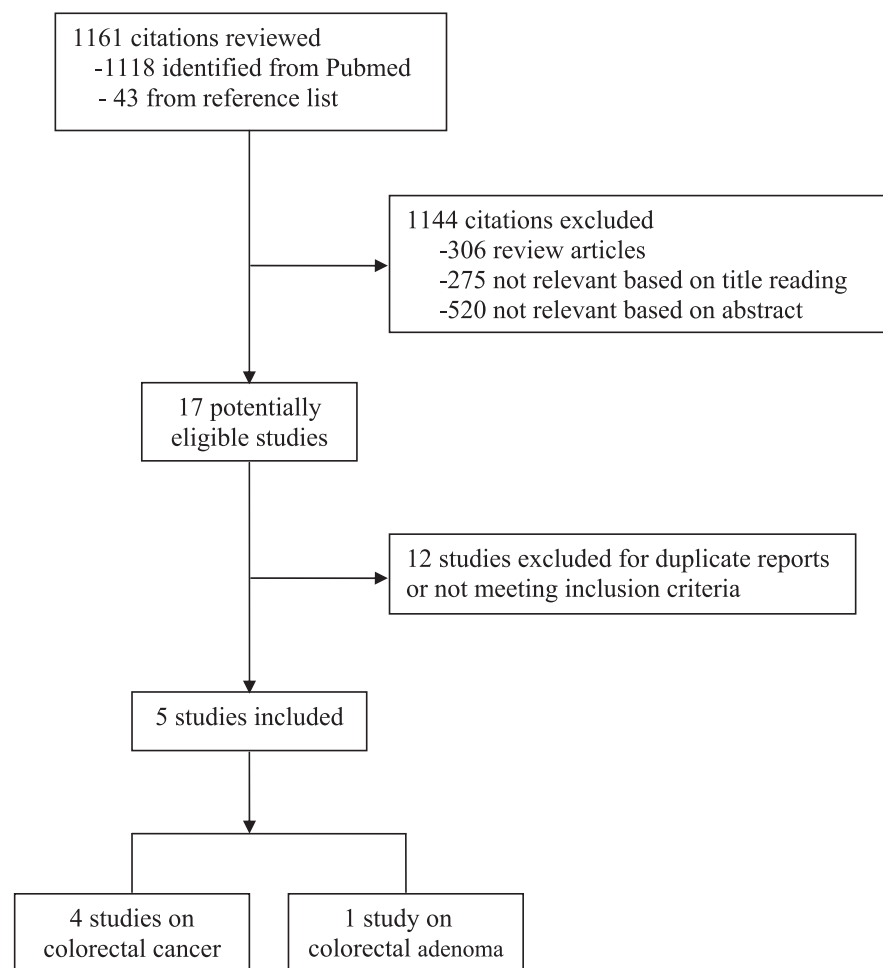 1161 citations reviewed
-1118 identified from Pubmed
- 43 from reference list
1144 citations excluded
-306 review articles
-275 not relevant based on title reading
-520 not relevant based on abstract
17 potentially
eligible studies
12 studies excluded for duplicate reports
or not meeting inclusion criteria
5 studies included
4 studies on
colorectal cancer
1 study on
colorectal adenoma